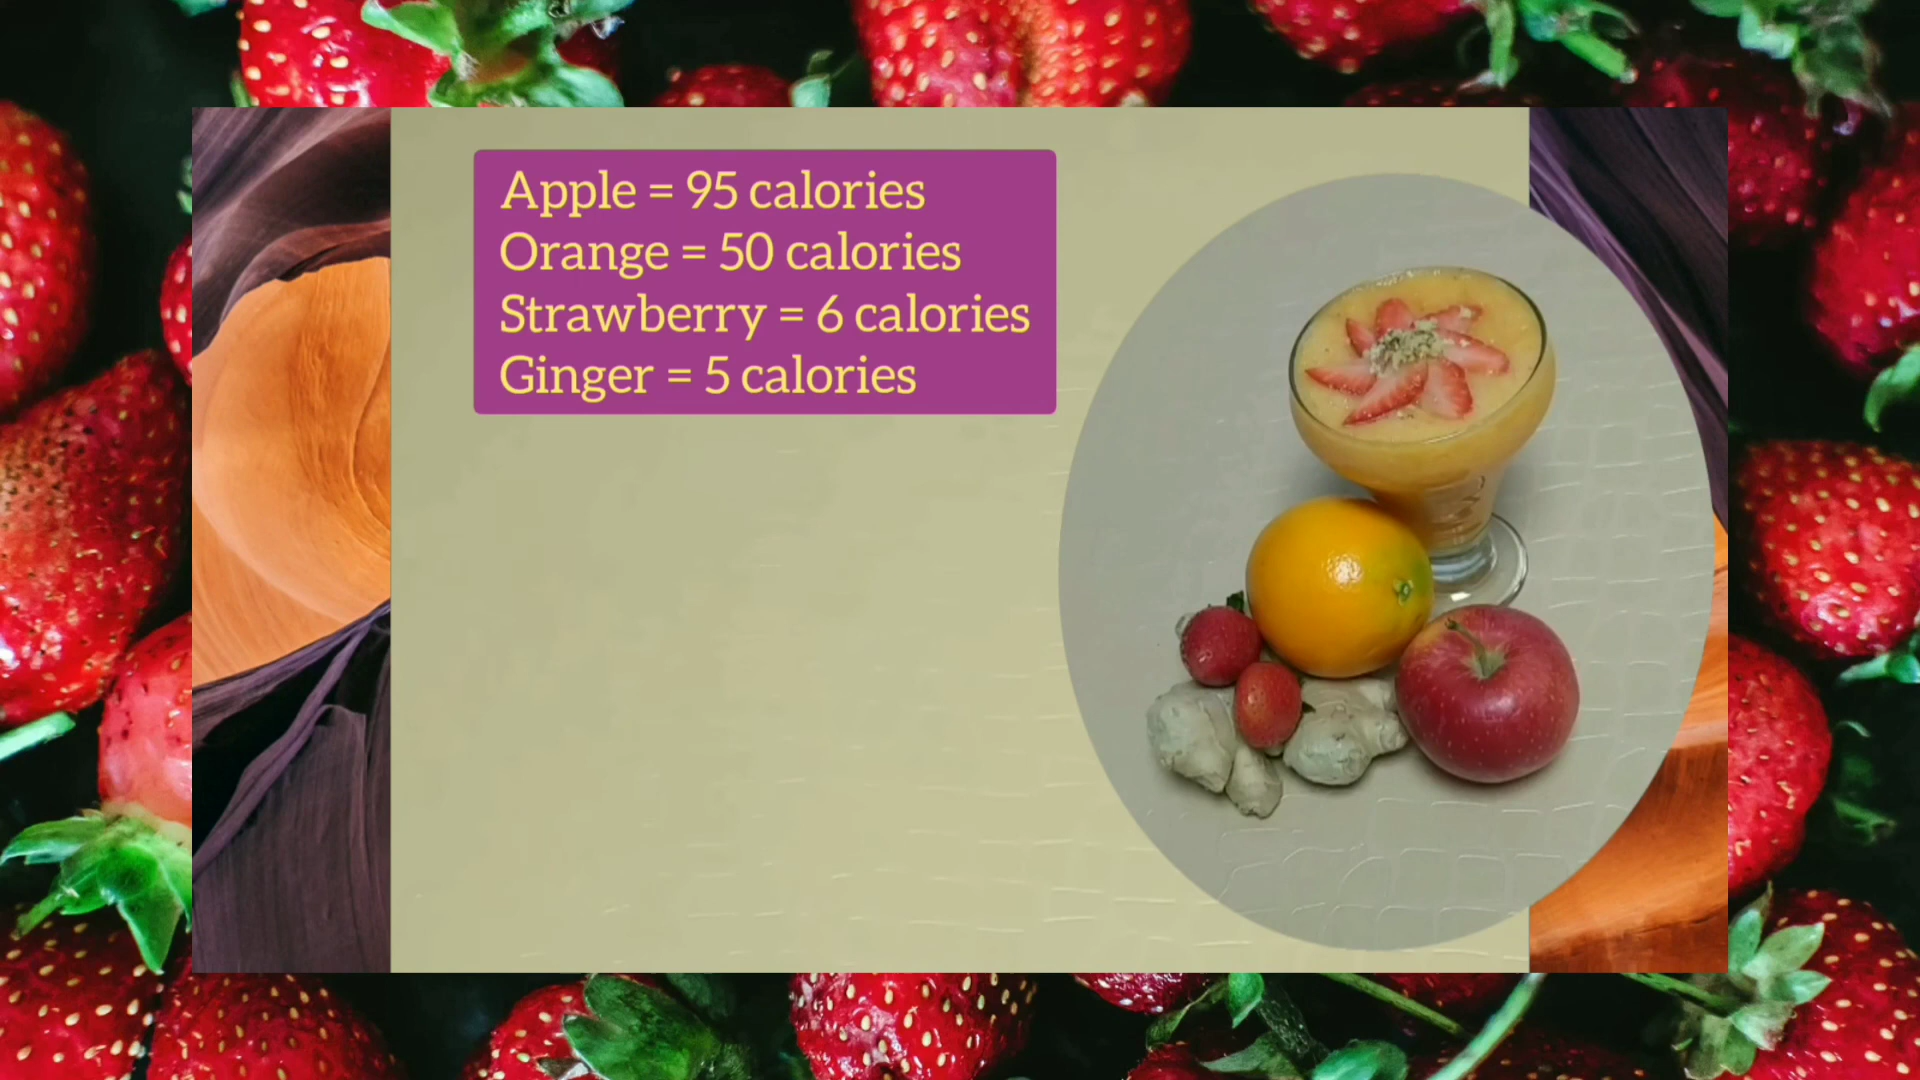 Apple = 95 calories
Orange = 50 calories
Strawberry = 6 calories
Ginger = 5 calories